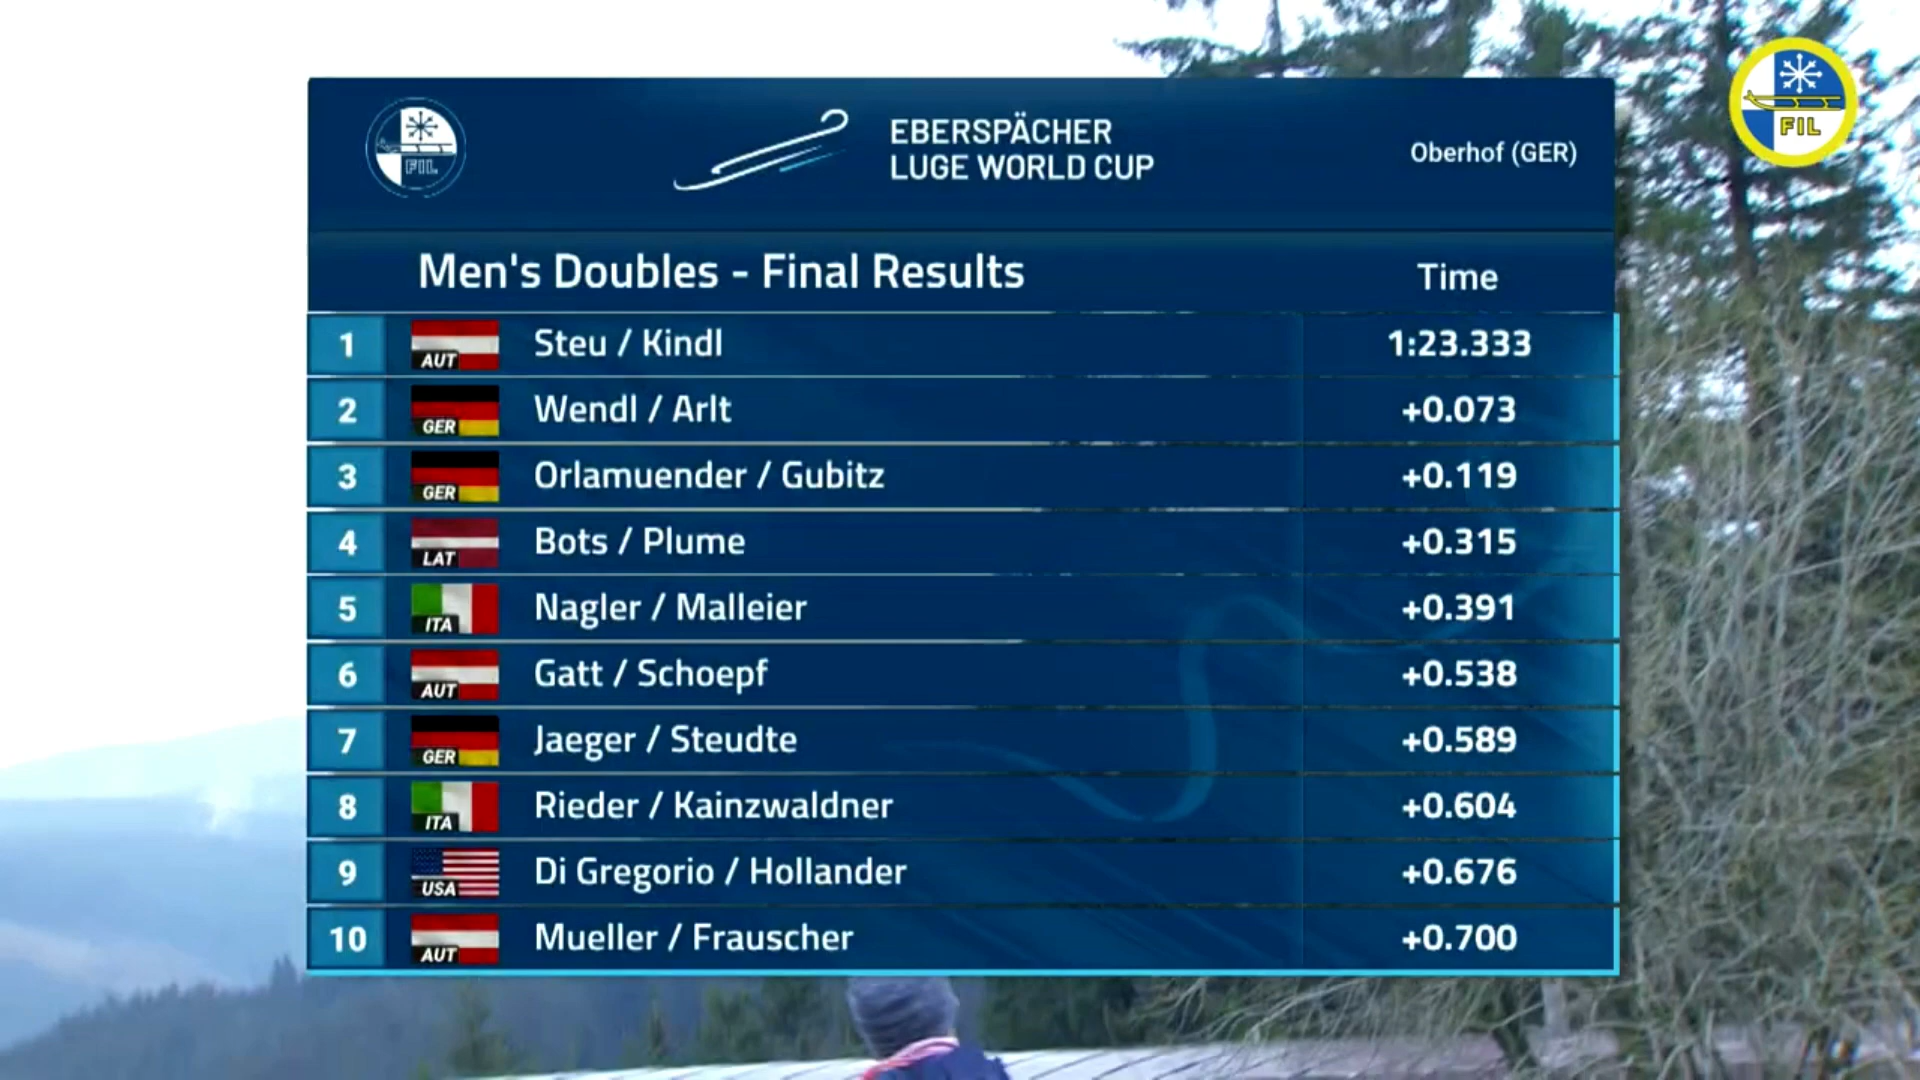 FIL
EBERSPÄCHER
LUGE WORLD CUP
Oberhof (GER)
FIL
Men's Doubles - Final Results Time
1 AUT Steu / Kindl 1:23.333
2 GER Wendl / Arlt +0.073
3 GER Orlamuender / Gubitz +0.119
4 LAT Bots / Plume +0.315
5 ITA Nagler / Malleier +0.391
6 AUT Gatt / Schoepf +0.538
7 GER Jaeger / Steudte +0.589
8 ITA Rieder / Kainzwaldner +0.604
9 USA Di Gregorio / Hollander +0.676
10 AUT Mueller / Frauscher +0.700